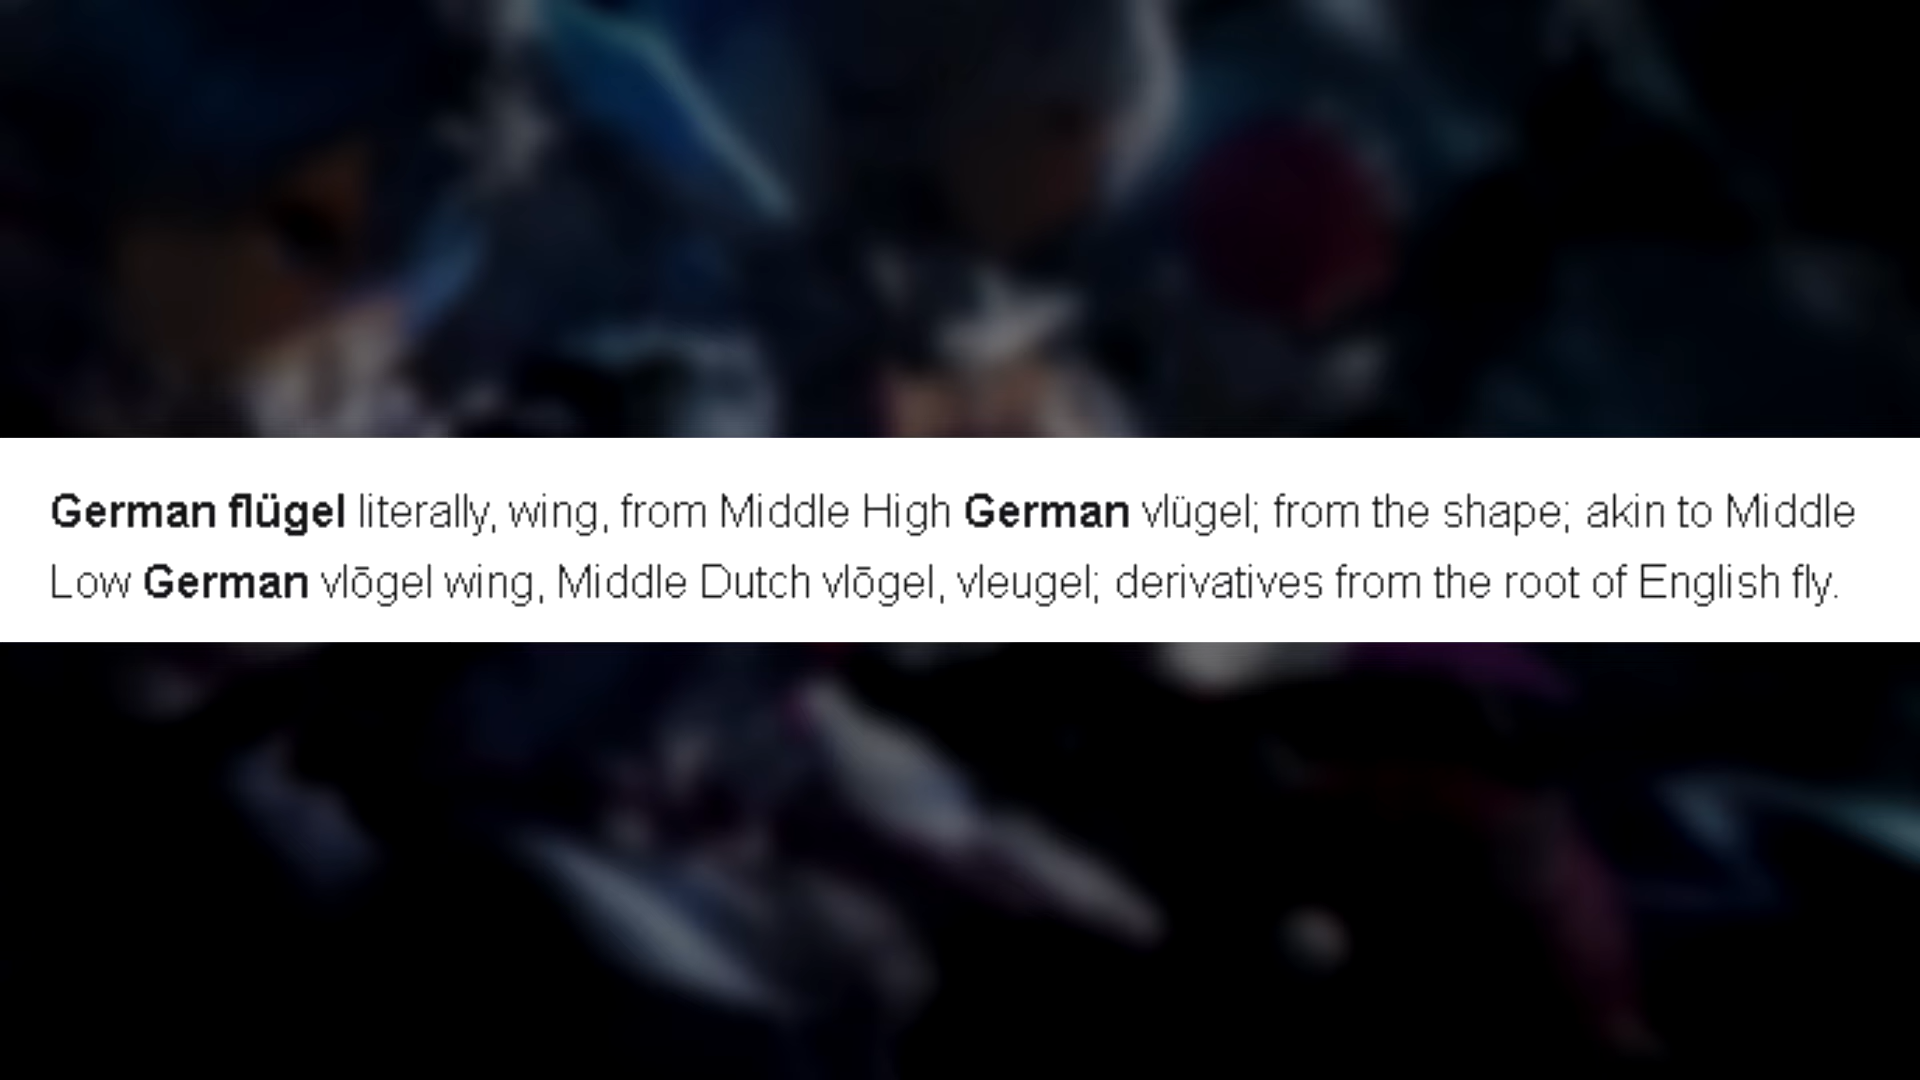 German flügel literally, wing, from Middle High German vlügel; from the shape; akin to Middle
Low German vlōgel wing, Middle Dutch vlōgel, vleugel; derivatives from the root of English fly.